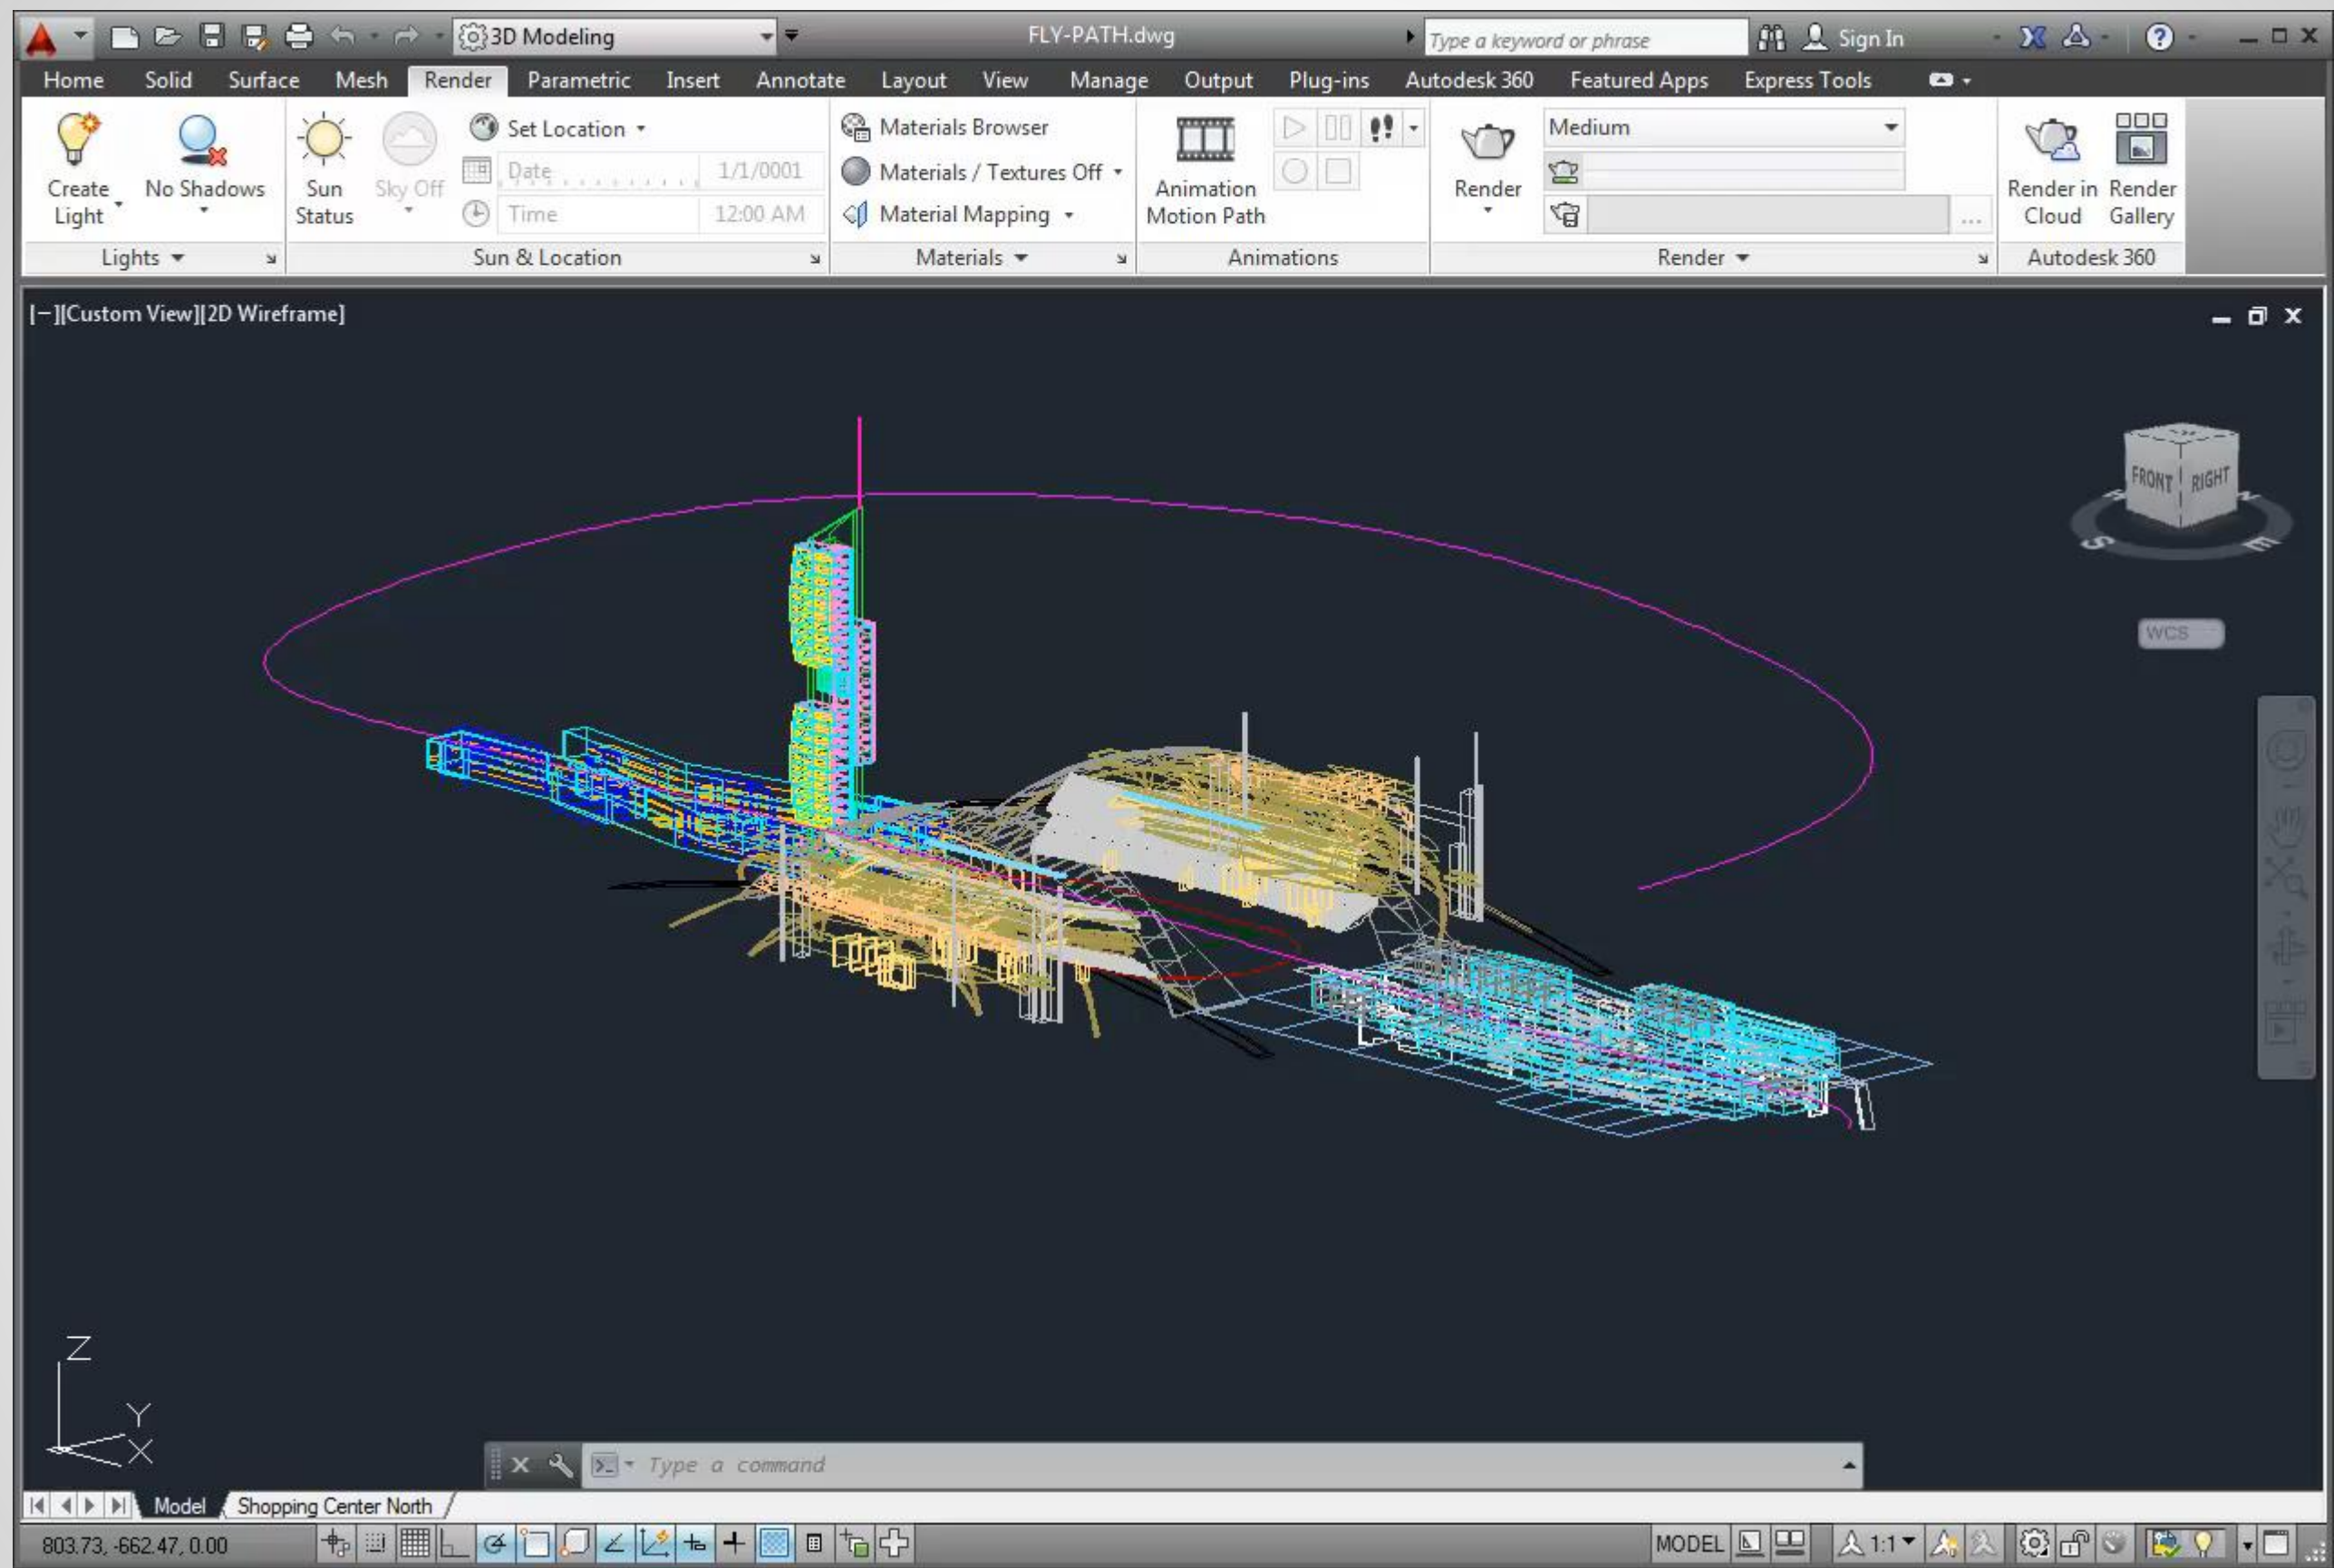 3D Modeling
FLY-PATH.dwg
Type a keyword or phrase
Sign In
Home Solid Surface Mesh Render Parametric Insert Annotate Layout View Manage Output Plug-ins Autodesk 360 Featured Apps Express Tools
Create Light
No Shadows
Lights
Sun Status
Sky Off
Set Location
Date 1/1/0001
Time 12:00 AM
Sun & Location
Materials Browser
Materials / Textures Off
Material Mapping
Materials
Animation Motion Path
Animations
Render
Medium
...
Render
Render in Cloud
Render Gallery
Autodesk 360
[−][Custom View][2D Wireframe]
FRONT RIGHT
S E
WCS
Z
Y
X
Type a command
Model Shopping Center North
803.73, -662.47, 0.00
MODEL
1:1